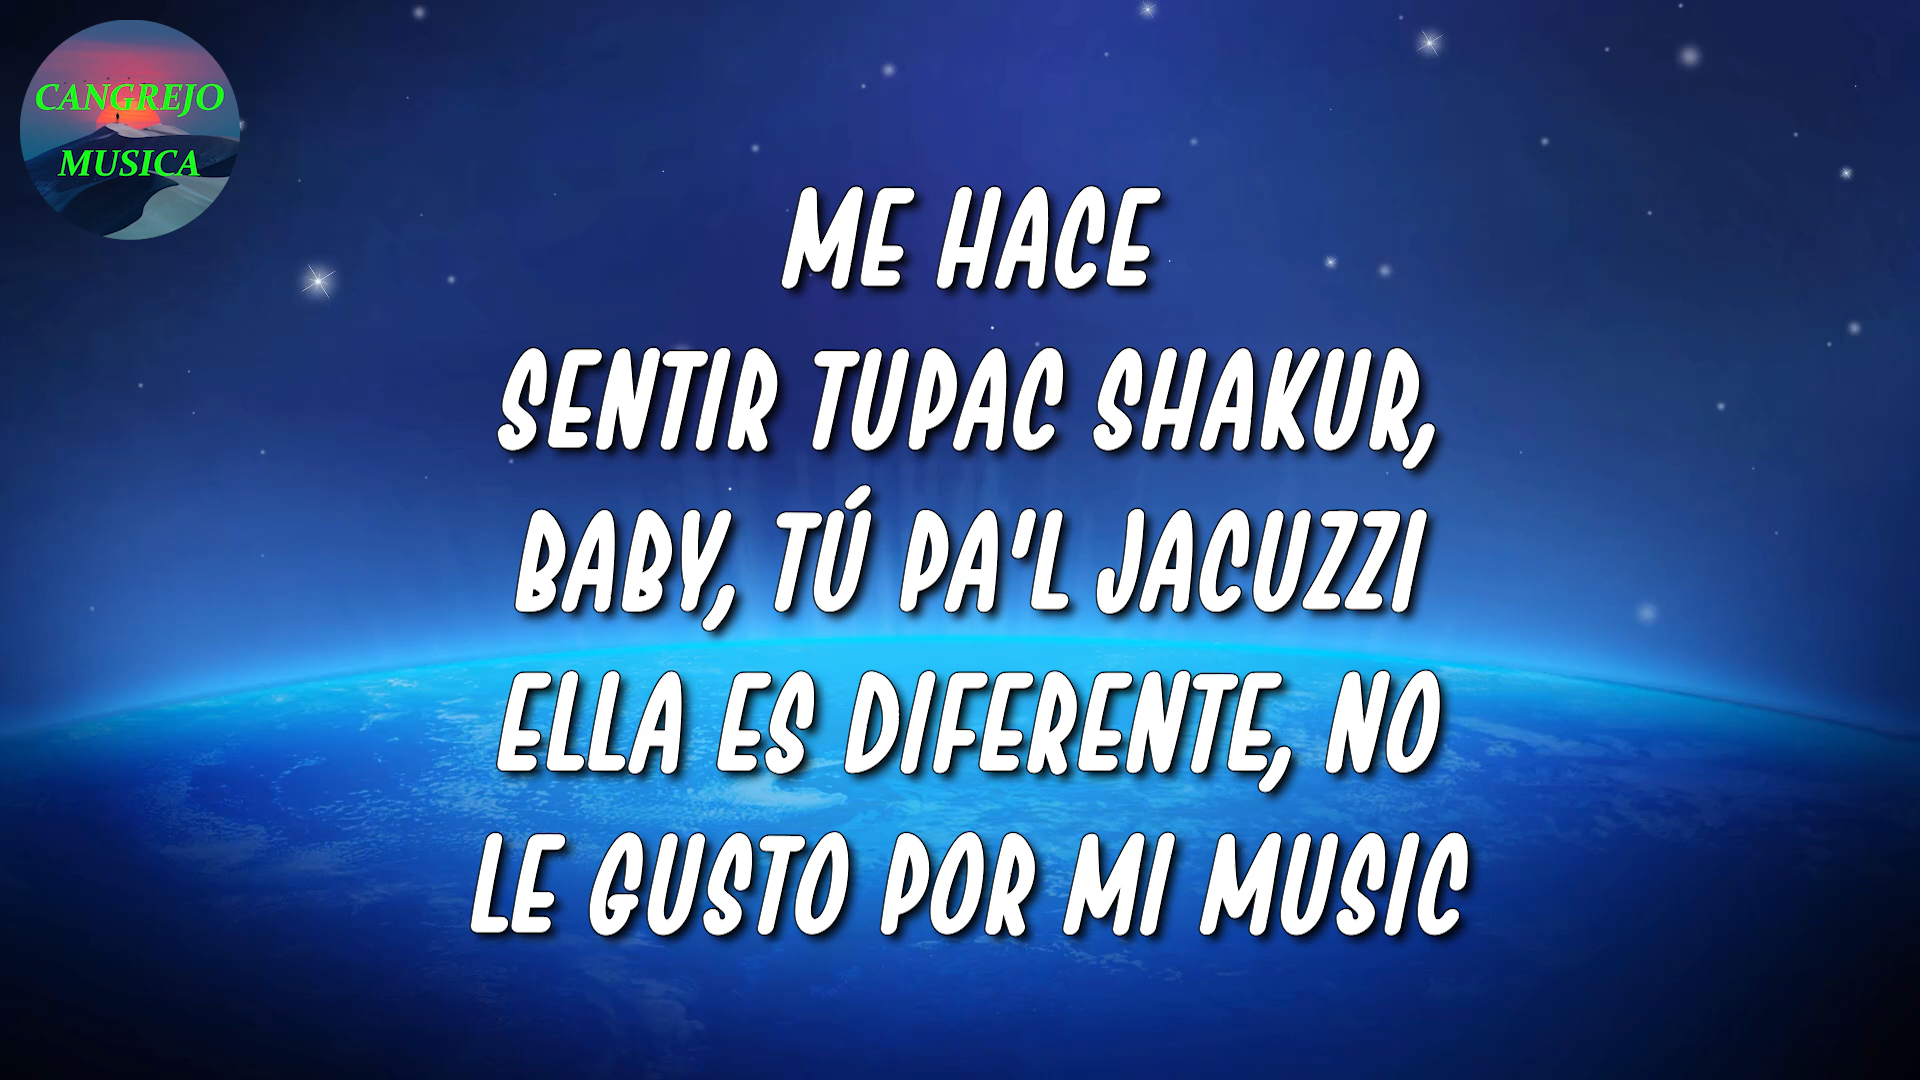 CANGREJO
MUSICA
ME HACE
SENTIR TUPAC SHAKUR,
BABY, TÚ PA'L JACUZZI
ELLA ES DIFERENTE, NO
LE GUSTO POR MI MUSIC